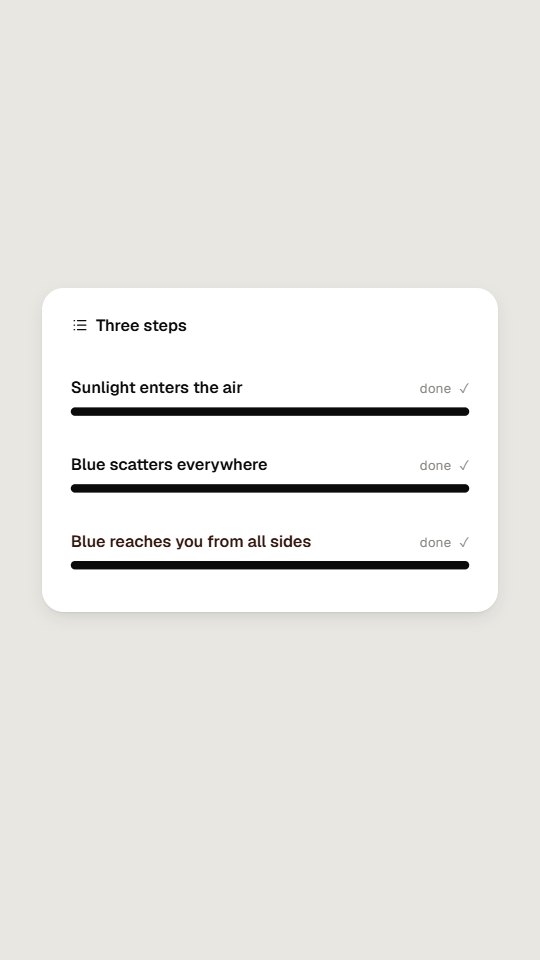 Three steps
Sunlight enters the air done ✓
Blue scatters everywhere done ✓
Blue reaches you from all sides done ✓